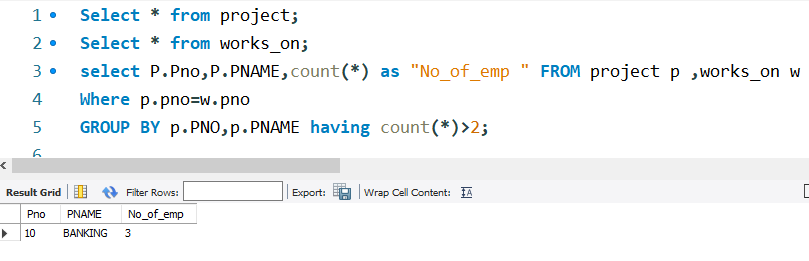 1 Select * from project;
2 Select * from works_on;
3 select P.Pno,P.PNAME,count(*) as "No_of_emp " FROM project p ,works_on w
4 Where p.pno=w.pno
5 GROUP BY p.PNO,p.PNAME having count(*)>2;
6
Result Grid Filter Rows: Export: Wrap Cell Content: IA
Pno PNAME No_of_emp
10 BANKING 3